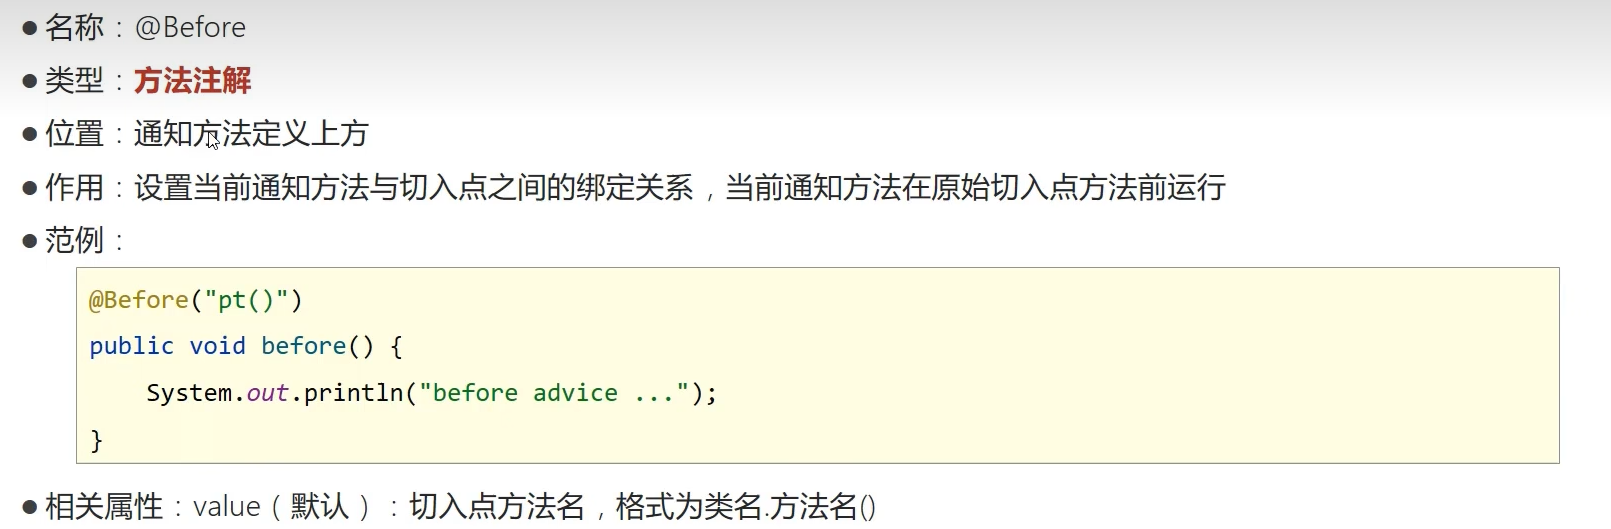 ● 名称：@Before
● 类型：方法注解
● 位置：通知方法定义上方
● 作用：设置当前通知方法与切入点之间的绑定关系，当前通知方法在原始切入点方法前运行
● 范例：
@Before("pt()")
public void before() {
    System.out.println("before advice ...");
}
● 相关属性：value（默认）：切入点方法名，格式为类名.方法名()